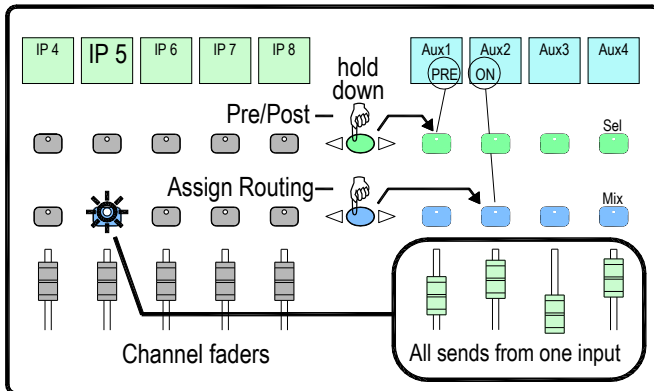 IP 4 IP 5 IP 6 IP 7 IP 8 Aux1 Aux2 Aux3 Aux4
PRE ON
hold
down
Pre/Post
Sel
Assign Routing
Mix
Channel faders
All sends from one input